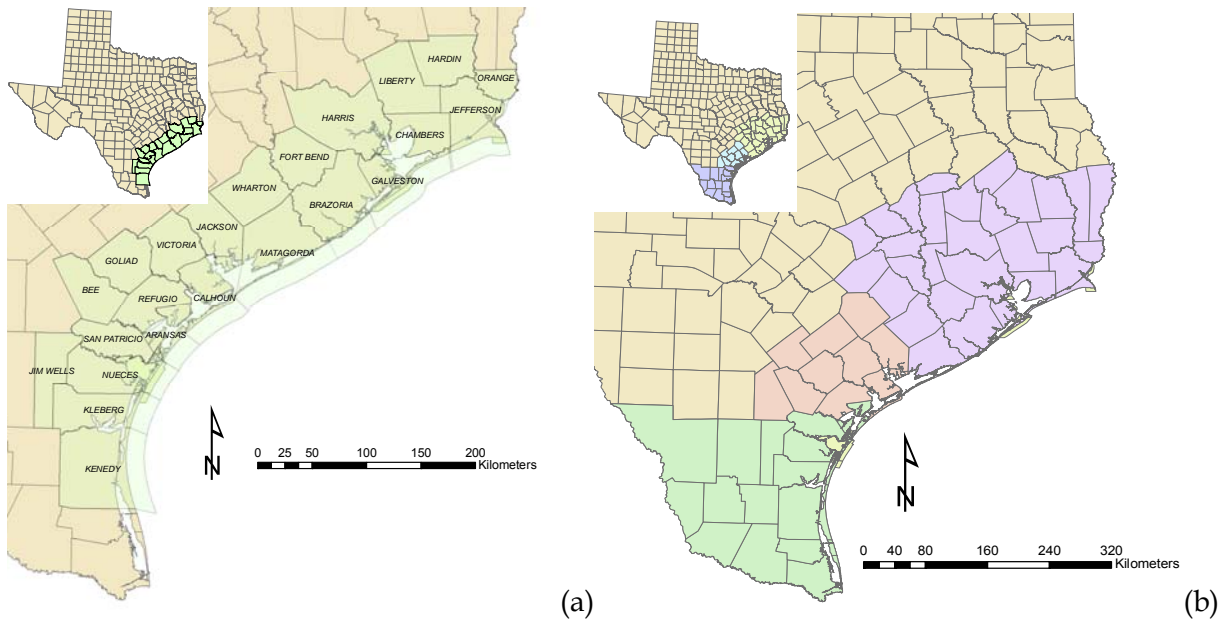 HARDIN
LIBERTY
ORANGE
JEFFERSON
HARRIS
CHAMBERS
FORT BEND
GALVESTON
WHARTON
BRAZORIA
JACKSON
VICTORIA
MATAGORDA
GOLIAD
BEE
REFUGIO
CALHOUN
ARANSAS
SAN PATRICIO
JIM WELLS
NUECES
KLEBERG
KENEDY
N
0 25 50 100 150 200
Kilometers
(a)
N
0 40 80 160 240 320
Kilometers
(b)